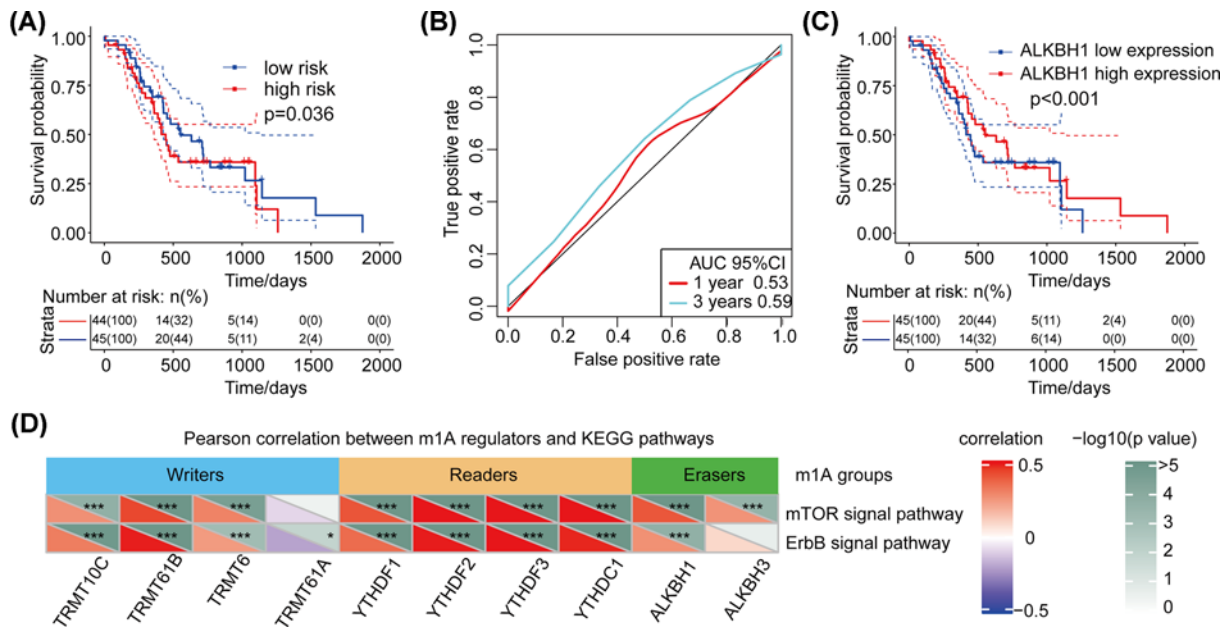 (A)
Survival probability
1.00
0.75
0.50
0.25
0.00
low risk
high risk
p=0.036
0 500 1000 1500 2000
Time/days
Number at risk: n(%)
Strata
44(100) 14(32) 5(14) 0(0) 0(0)
45(100) 20(44) 5(11) 2(4) 0(0)
0 500 1000 1500 2000
Time/days
(B)
True positive rate
1.0
0.8
0.6
0.4
0.2
0.0
AUC 95%CI
1 year 0.53
3 years 0.59
0.0 0.2 0.4 0.6 0.8 1.0
False positive rate
(C)
Survival probability
1.00
0.75
0.50
0.25
0.00
ALKBH1 low expression
ALKBH1 high expression
p<0.001
0 500 1000 1500 2000
Time/days
Number at risk: n(%)
Strata
45(100) 20(44) 5(11) 2(4) 0(0)
45(100) 14(32) 6(14) 0(0) 0(0)
0 500 1000 1500 2000
Time/days
(D)
Pearson correlation between m1A regulators and KEGG pathways
Writers Readers Erasers m1A groups
*** *** *** *** *** *** *** *** *** mTOR signal pathway
*** *** *** * *** *** *** *** *** ErbB signal pathway
TRMT10C TRMT61B TRMT6 TRMT61A YTHDF1 YTHDF2 YTHDF3 YTHDC1 ALKBH1 ALKBH3
correlation
0.5
0
−0.5
−log10(p value)
>5
4
3
2
1
0